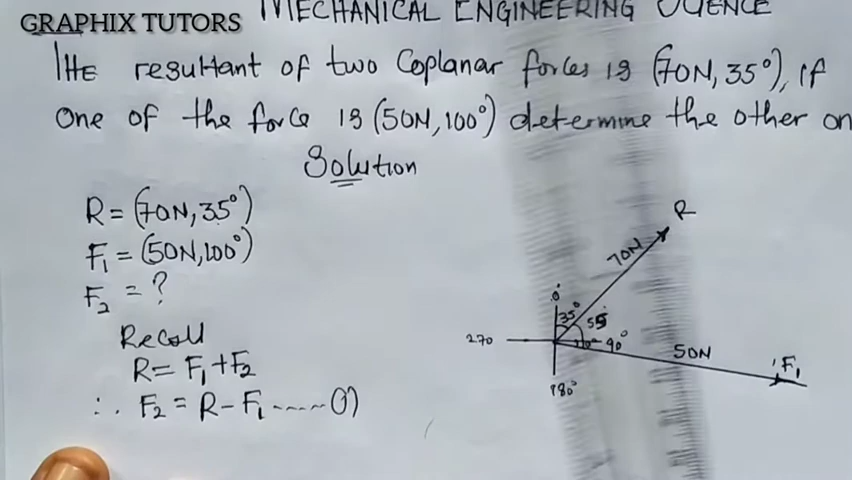 GRAPHIX TUTORS
MECHANICAL ENGINEERING SCIENCE
THE resultant of two Coplanar forces is (70N, 35°), if
one of the force is (50N, 100°) determine the other on
Solution
R = (70N, 35°)
F₁ = (50N, 100°)
F₂ = ?
Recall
R = F₁ + F₂
∴ F₂ = R - F₁ ------ (1)
R
70N
0°
35°
55°
270
90°
10°
50N
F₁
180°